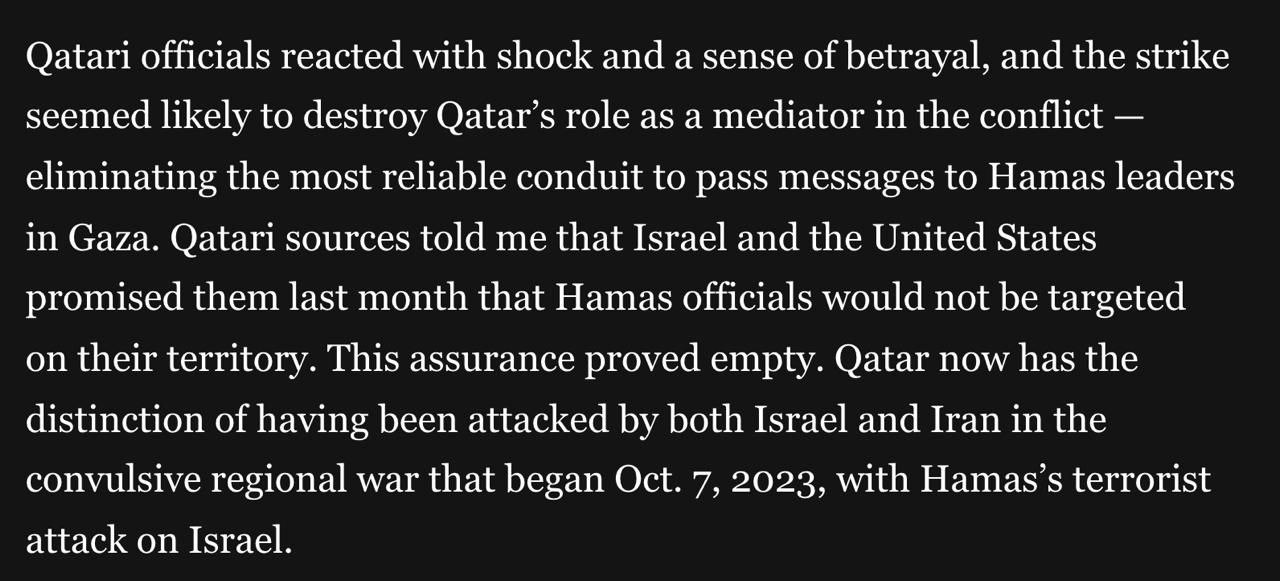 Qatari officials reacted with shock and a sense of betrayal, and the strike
seemed likely to destroy Qatar’s role as a mediator in the conflict —
eliminating the most reliable conduit to pass messages to Hamas leaders
in Gaza. Qatari sources told me that Israel and the United States
promised them last month that Hamas officials would not be targeted
on their territory. This assurance proved empty. Qatar now has the
distinction of having been attacked by both Israel and Iran in the
convulsive regional war that began Oct. 7, 2023, with Hamas’s terrorist
attack on Israel.